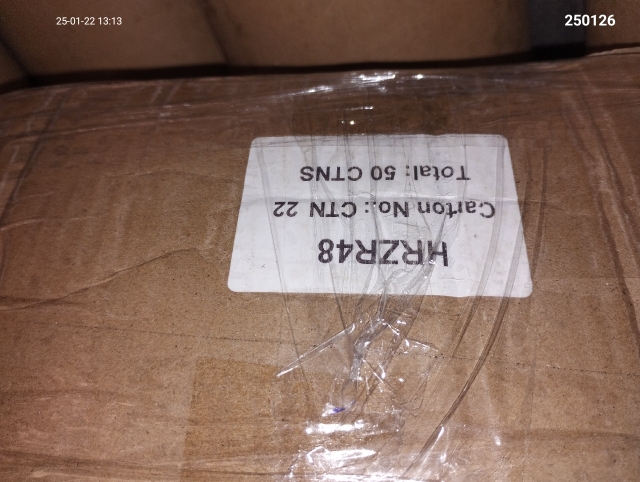 25-01-22 13:13
250126
HRZR48
Carton No.: CTN 22
Total: 50 CTNS